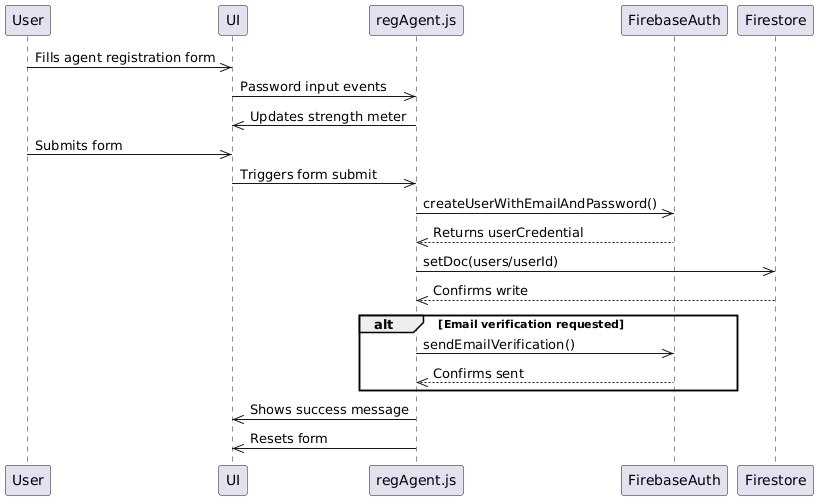 User UI regAgent.js FirebaseAuth Firestore
Fills agent registration form
Password input events
Updates strength meter
Submits form
Triggers form submit
createUserWithEmailAndPassword()
Returns userCredential
setDoc(users/userId)
Confirms write
alt [Email verification requested]
sendEmailVerification()
Confirms sent
Shows success message
Resets form
User UI regAgent.js FirebaseAuth Firestore